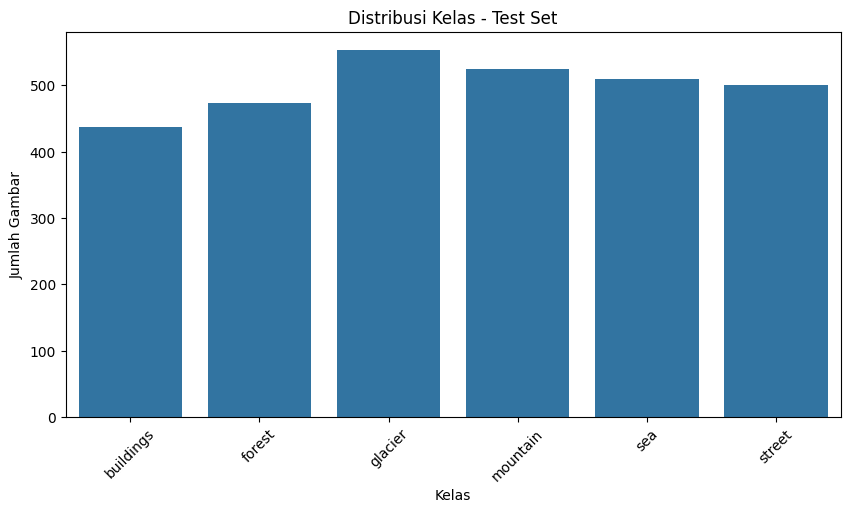 Distribusi Kelas - Test Set
Jumlah Gambar
500
400
300
200
100
0
buildings
forest
glacier
mountain
sea
street
Kelas